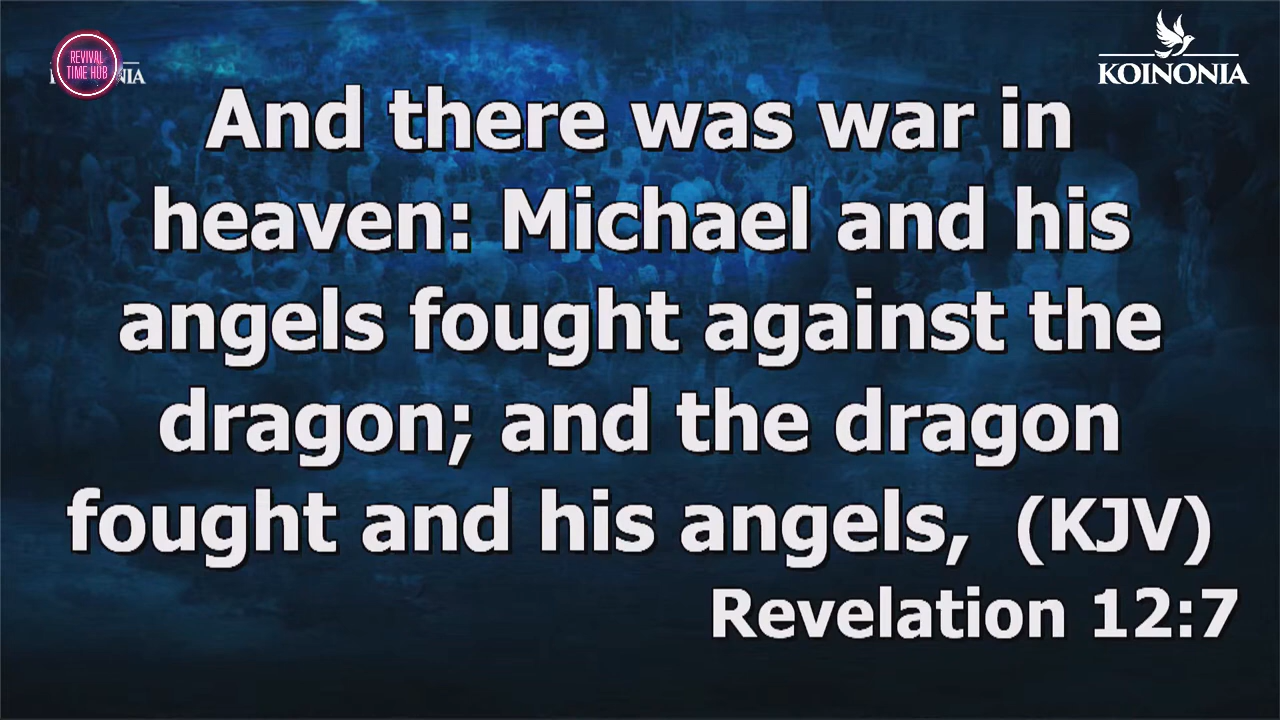 REVIVAL
TIME HUB
KOINONIA
And there was war in
heaven: Michael and his
angels fought against the
dragon; and the dragon
fought and his angels,  (KJV)
Revelation 12:7